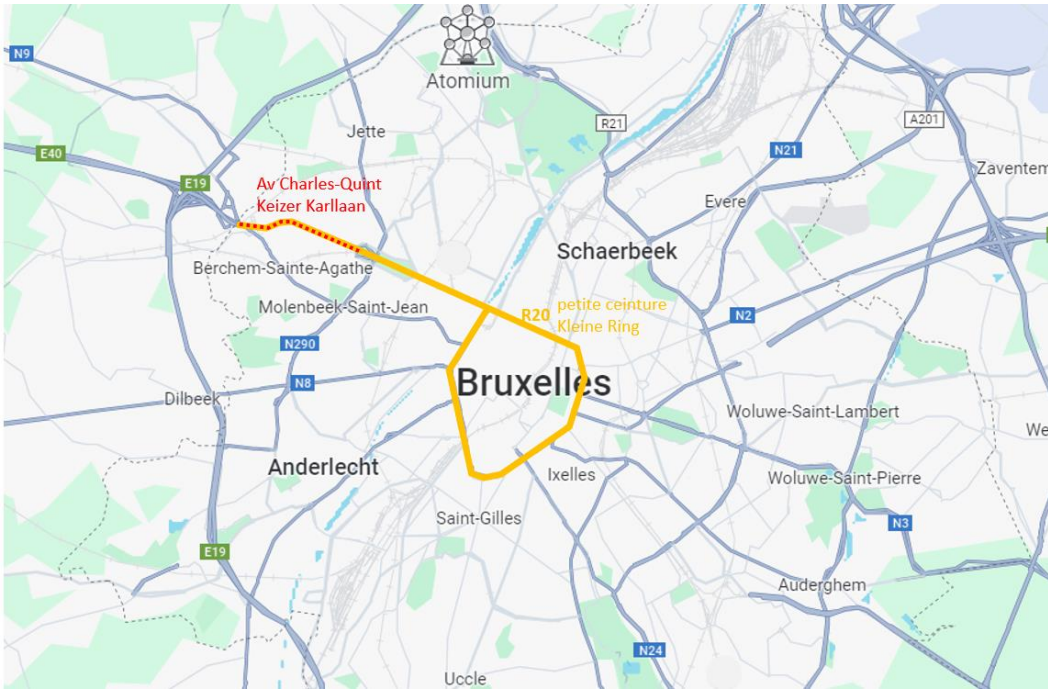 N9
Atomium
E40
E19
Jette
R21
A201
N21
Zaventem
Av Charles-Quint
Keizer Karllaan
Evere
Schaerbeek
Berchem-Sainte-Agathe
Molenbeek-Saint-Jean
R20 petite ceinture
Kleine Ring
N2
N290
N8
Bruxelles
Dilbeek
Woluwe-Saint-Lambert
We
Anderlecht
Ixelles
Woluwe-Saint-Pierre
Saint-Gilles
N3
E19
Auderghem
N24
Uccle